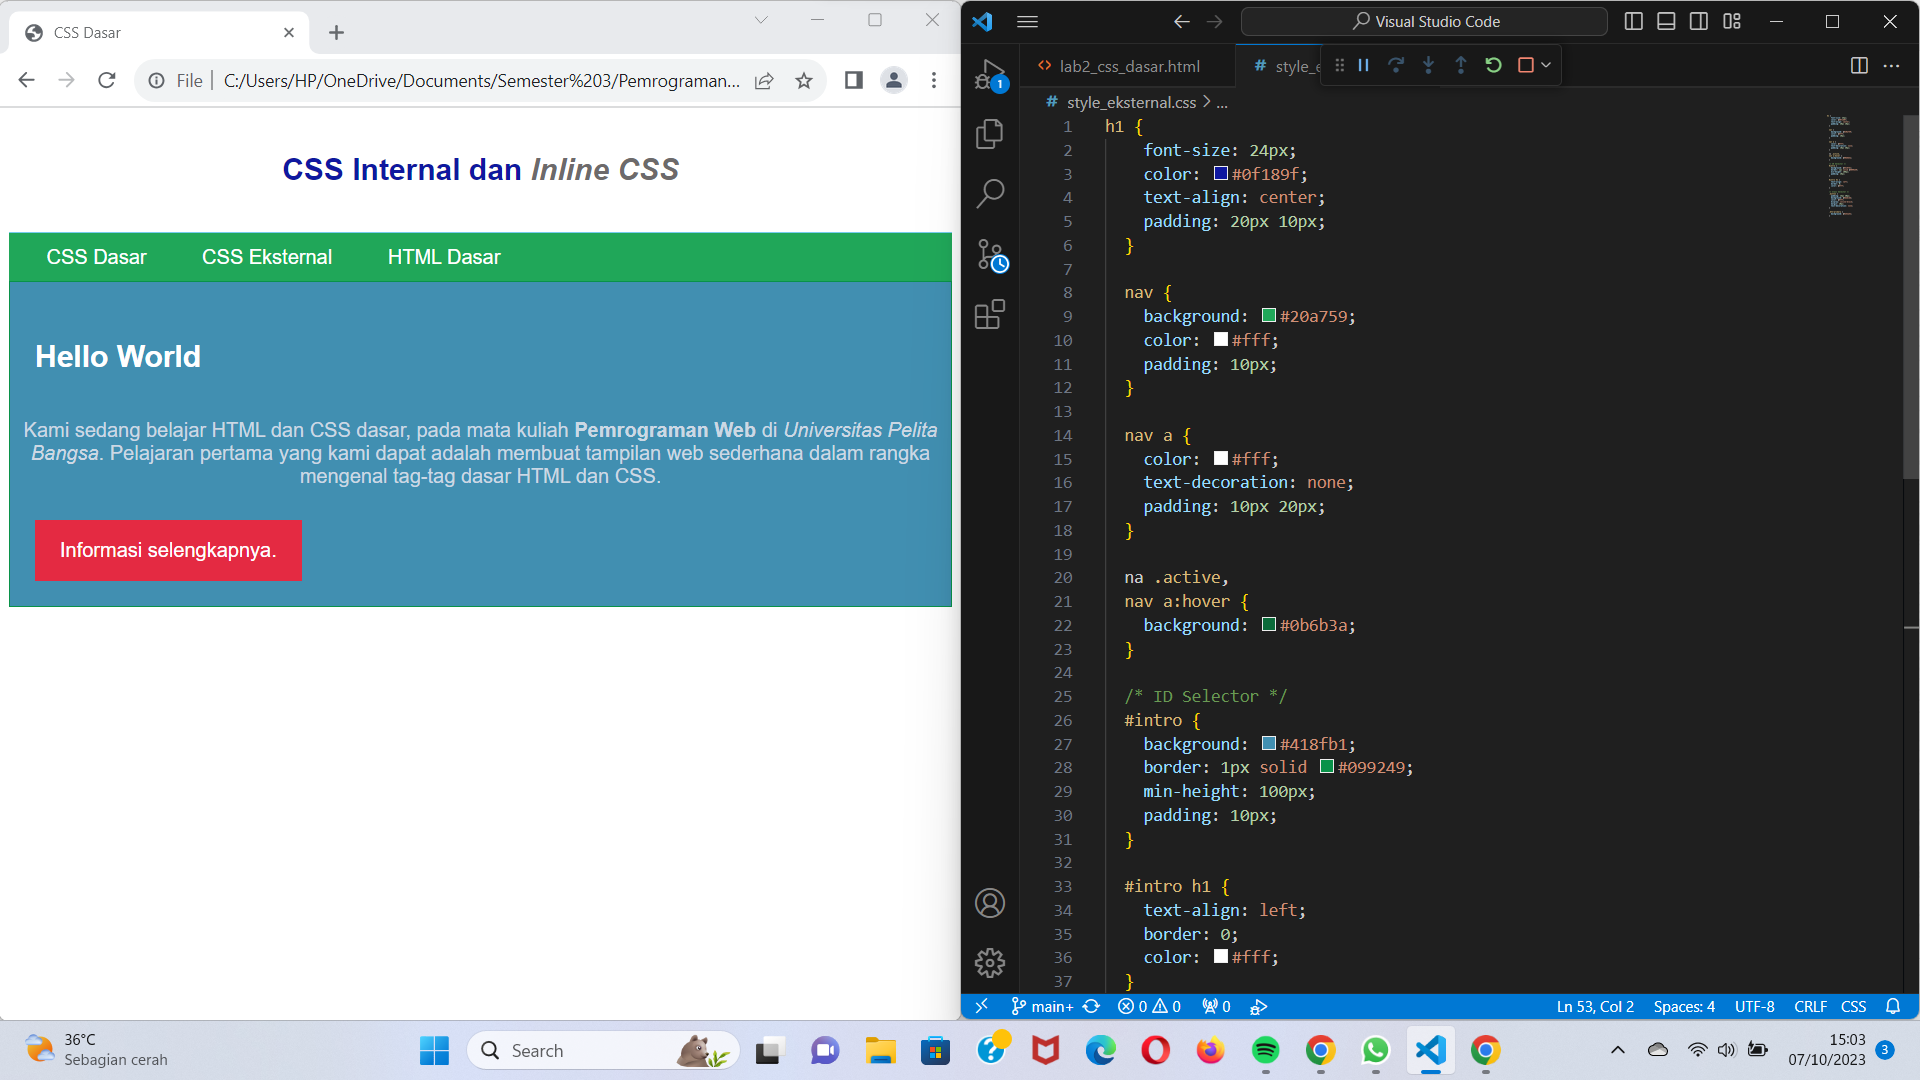 CSS Dasar
File
C:/Users/HP/OneDrive/Documents/Semester%203/Pemrograman...
CSS Internal dan Inline CSS
CSS Dasar CSS Eksternal HTML Dasar
Hello World
Kami sedang belajar HTML dan CSS dasar, pada mata kuliah Pemrograman Web di Universitas Pelita
Bangsa. Pelajaran pertama yang kami dapat adalah membuat tampilan web sederhana dalam rangka
mengenal tag-tag dasar HTML dan CSS.
Informasi selengkapnya.
Visual Studio Code
1
lab2_css_dasar.html
# style_e
# style_eksternal.css > ...
1 h1 {
2 font-size: 24px;
3 color: #0f189f;
4 text-align: center;
5 padding: 20px 10px;
6 }
7
8 nav {
9 background: #20a759;
10 color: #fff;
11 padding: 10px;
12 }
13
14 nav a {
15 color: #fff;
16 text-decoration: none;
17 padding: 10px 20px;
18 }
19
20 na .active,
21 nav a:hover {
22 background: #0b6b3a;
23 }
24
25 /* ID Selector */
26 #intro {
27 background: #418fb1;
28 border: 1px solid #099249;
29 min-height: 100px;
30 padding: 10px;
31 }
32
33 #intro h1 {
34 text-align: left;
35 border: 0;
36 color: #fff;
37 }
main+ 0 0 0 Ln 53, Col 2 Spaces: 4 UTF-8 CRLF CSS
36°C
Sebagian cerah
Search
15:03
07/10/2023
3